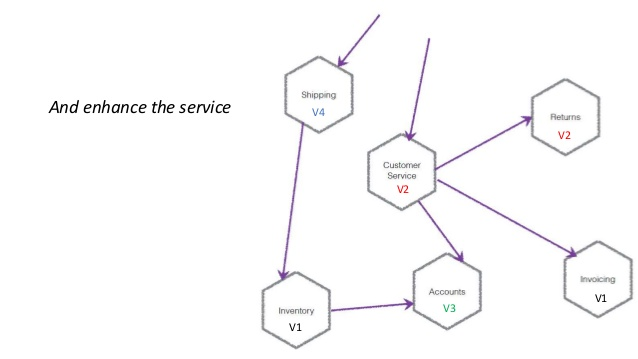 And enhance the service
Shipping
V4
Customer
Service
V2
Returns
V2
Inventory
V1
Accounts
V3
Invoicing
V1